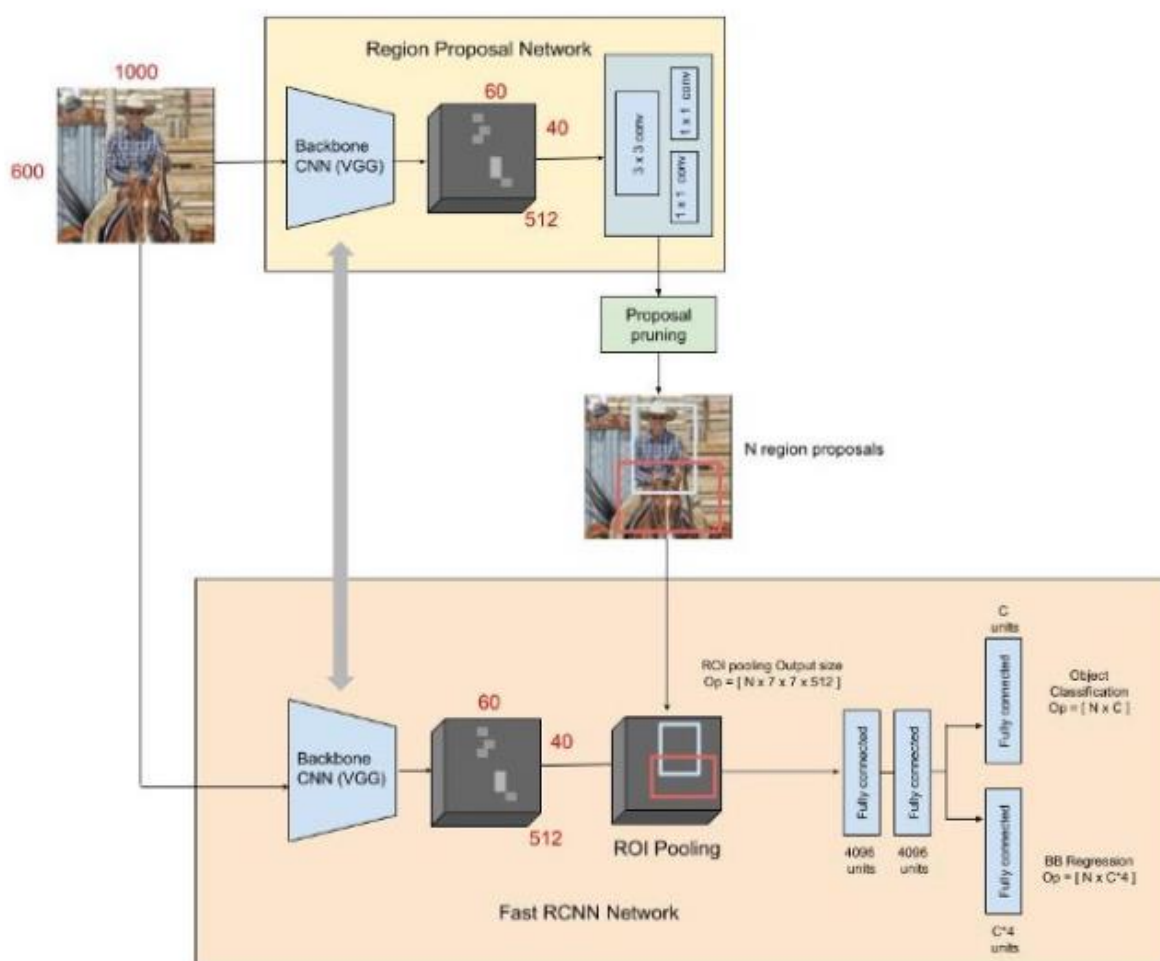 Region Proposal Network
1000
600
Backbone
CNN (VGG)
60
40
512
3 x 3 conv
1 x 1 conv
1 x 1 conv
Proposal
pruning
N region proposals
Backbone
CNN (VGG)
60
40
512
ROI pooling Output size
Op = [ N x 7 x 7 x 512 ]
ROI Pooling
Fully connected
4096
units
Fully connected
4096
units
C
units
Fully connected
Object
Classification
Op = [ N x C ]
Fully connected
C*4
units
BB Regression
Op = [ N x C*4 ]
Fast RCNN Network